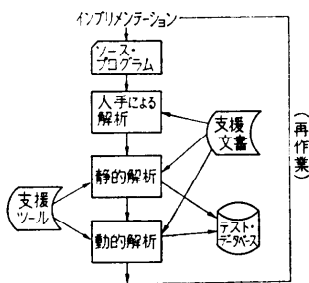 インプリメンテーション
ソース・
プログラム
人手による
解析
支援
文書
(再作業)
静的解析
支援
ツール
動的解析
テスト・
データベース